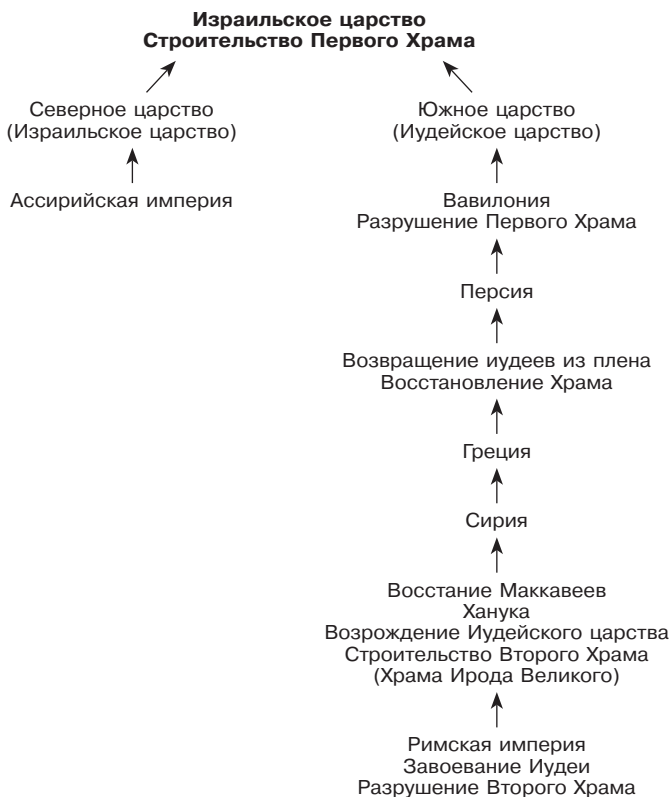 Израильское царство
Строительство Первого Храма
Северное царство
(Израильское царство)
Южное царство
(Иудейское царство)
Ассирийская империя
Вавилония
Разрушение Первого Храма
Персия
Возвращение иудеев из плена
Восстановление Храма
Греция
Сирия
Восстание Маккавеев
Ханука
Возрождение Иудейского царства
Строительство Второго Храма
(Храма Ирода Великого)
Римская империя
Завоевание Иудеи
Разрушение Второго Храма